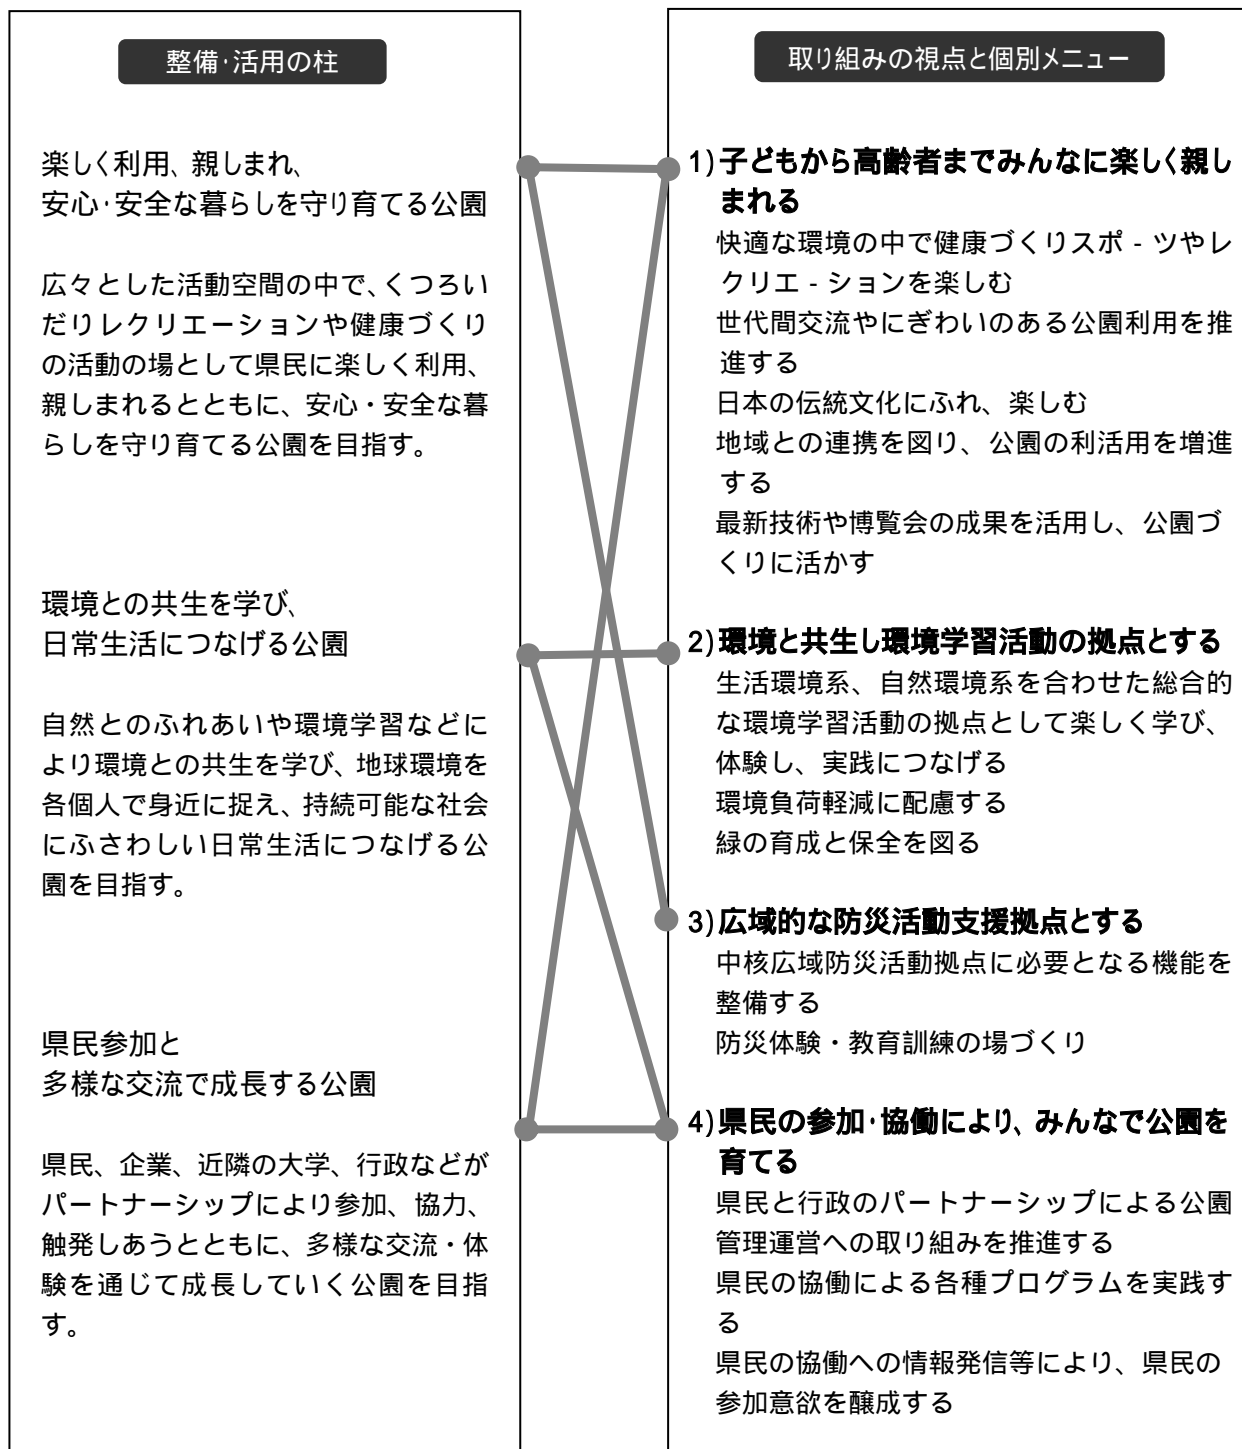 整備・活用の柱
楽しく利用、親しまれ、
安心・安全な暮らしを守り育てる公園
広々とした活動空間の中で、くつろい
だりレクリエーションや健康づくり
の活動の場として県民に楽しく利用、
親しまれるとともに、安心・安全な暮
らしを守り育てる公園を目指す。
環境との共生を学び、
日常生活につなげる公園
自然とのふれあいや環境学習などに
より環境との共生を学び、地球環境を
各個人で身近に捉え、持続可能な社会
にふさわしい日常生活につなげる公
園を目指す。
県民参加と
多様な交流で成長する公園
県民、企業、近隣の大学、行政などが
パートナーシップにより参加、協力、
触発しあうとともに、多様な交流・体
験を通じて成長していく公園を目指
す。
取り組みの視点と個別メニュー
1)子どもから高齢者までみんなに楽しく親し
まれる
快適な環境の中で健康づくりスポ‐ツやレ
クリエ‐ションを楽しむ
世代間交流やにぎわいのある公園利用を推
進する
日本の伝統文化にふれ、楽しむ
地域との連携を図り、公園の利活用を増進
する
最新技術や博覧会の成果を活用し、公園づ
くりに活かす
2)環境と共生し環境学習活動の拠点とする
生活環境系、自然環境系を合わせた総合的
な環境学習活動の拠点として楽しく学び、
体験し、実践につなげる
環境負荷軽減に配慮する
緑の育成と保全を図る
3)広域的な防災活動支援拠点とする
中核広域防災活動拠点に必要となる機能を
整備する
防災体験・教育訓練の場づくり
4)県民の参加・協働により、みんなで公園を
育てる
県民と行政のパートナーシップによる公園
管理運営への取り組みを推進する
県民の協働による各種プログラムを実践す
る
県民の協働への情報発信等により、県民の
参加意欲を醸成する